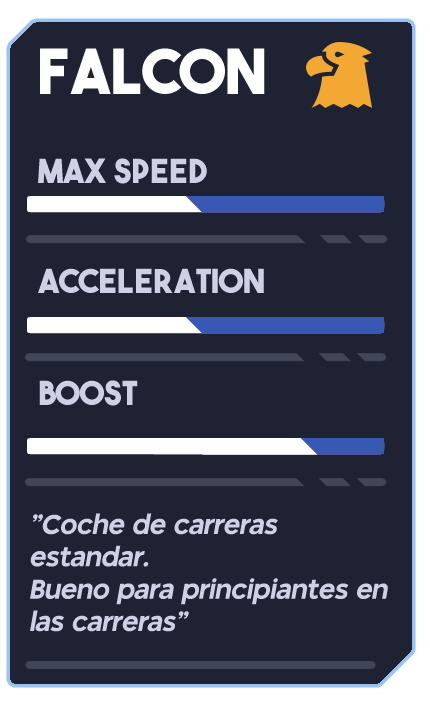 FALCON
MAX SPEED
ACCELERATION
BOOST
”Coche de carreras
estandar.
Bueno para principiantes en
las carreras”